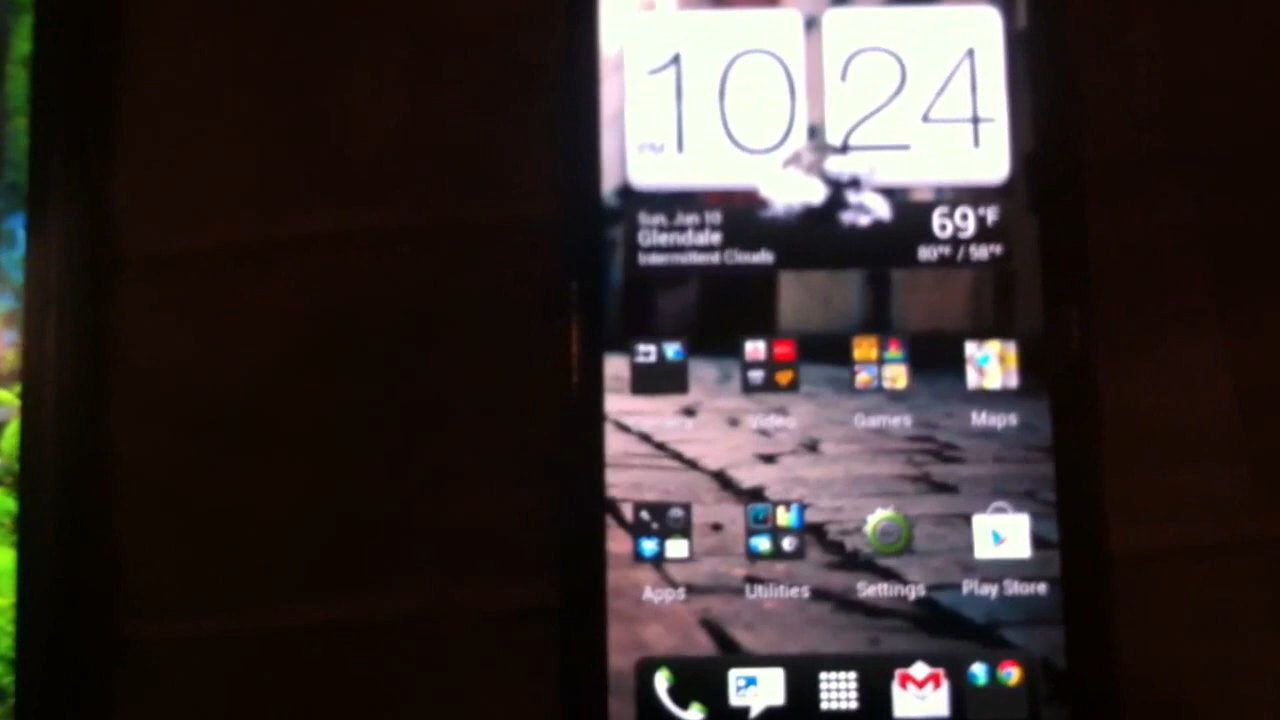 10 24
PM
Sun, Jun 10
Glendale
69°F
Intermittent Clouds
80°F / 58°F
Video
Games
Maps
Apps
Utilities
Settings
Play Store